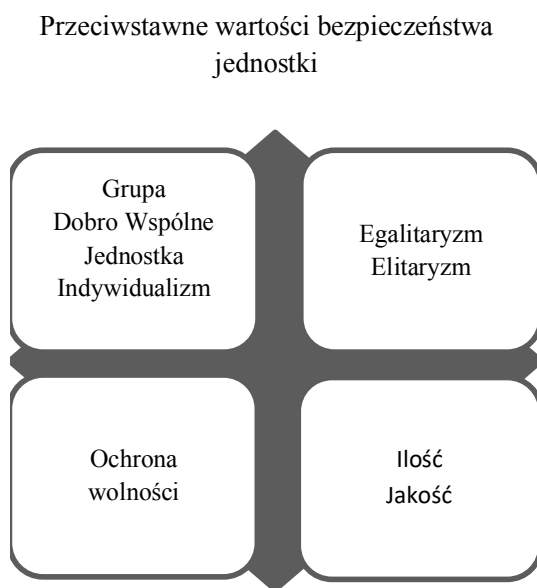 Przeciwstawne wartości bezpieczeństwa
jednostki
Grupa
Dobro Wspólne
Jednostka
Indywidualizm
Egalitaryzm
Elitaryzm
Ochrona
wolności
Ilość
Jakość